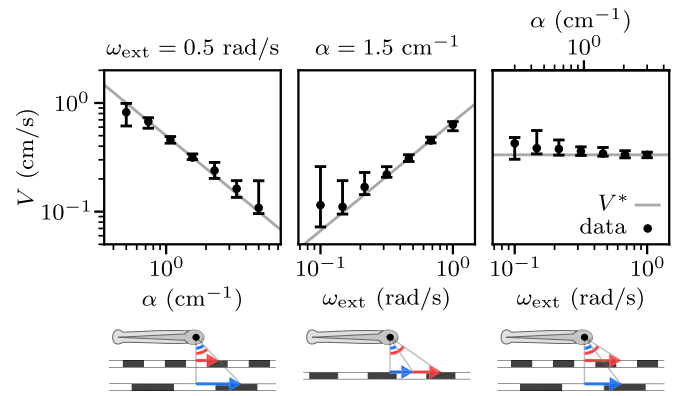 α (cm⁻¹)
10⁰
ω_ext = 0.5 rad/s
α = 1.5 cm⁻¹
V (cm/s)
10⁰
10⁻¹
V*
data
10⁰
10⁻¹ 10⁰
10⁻¹ 10⁰
α (cm⁻¹)
ω_ext (rad/s)
ω_ext (rad/s)